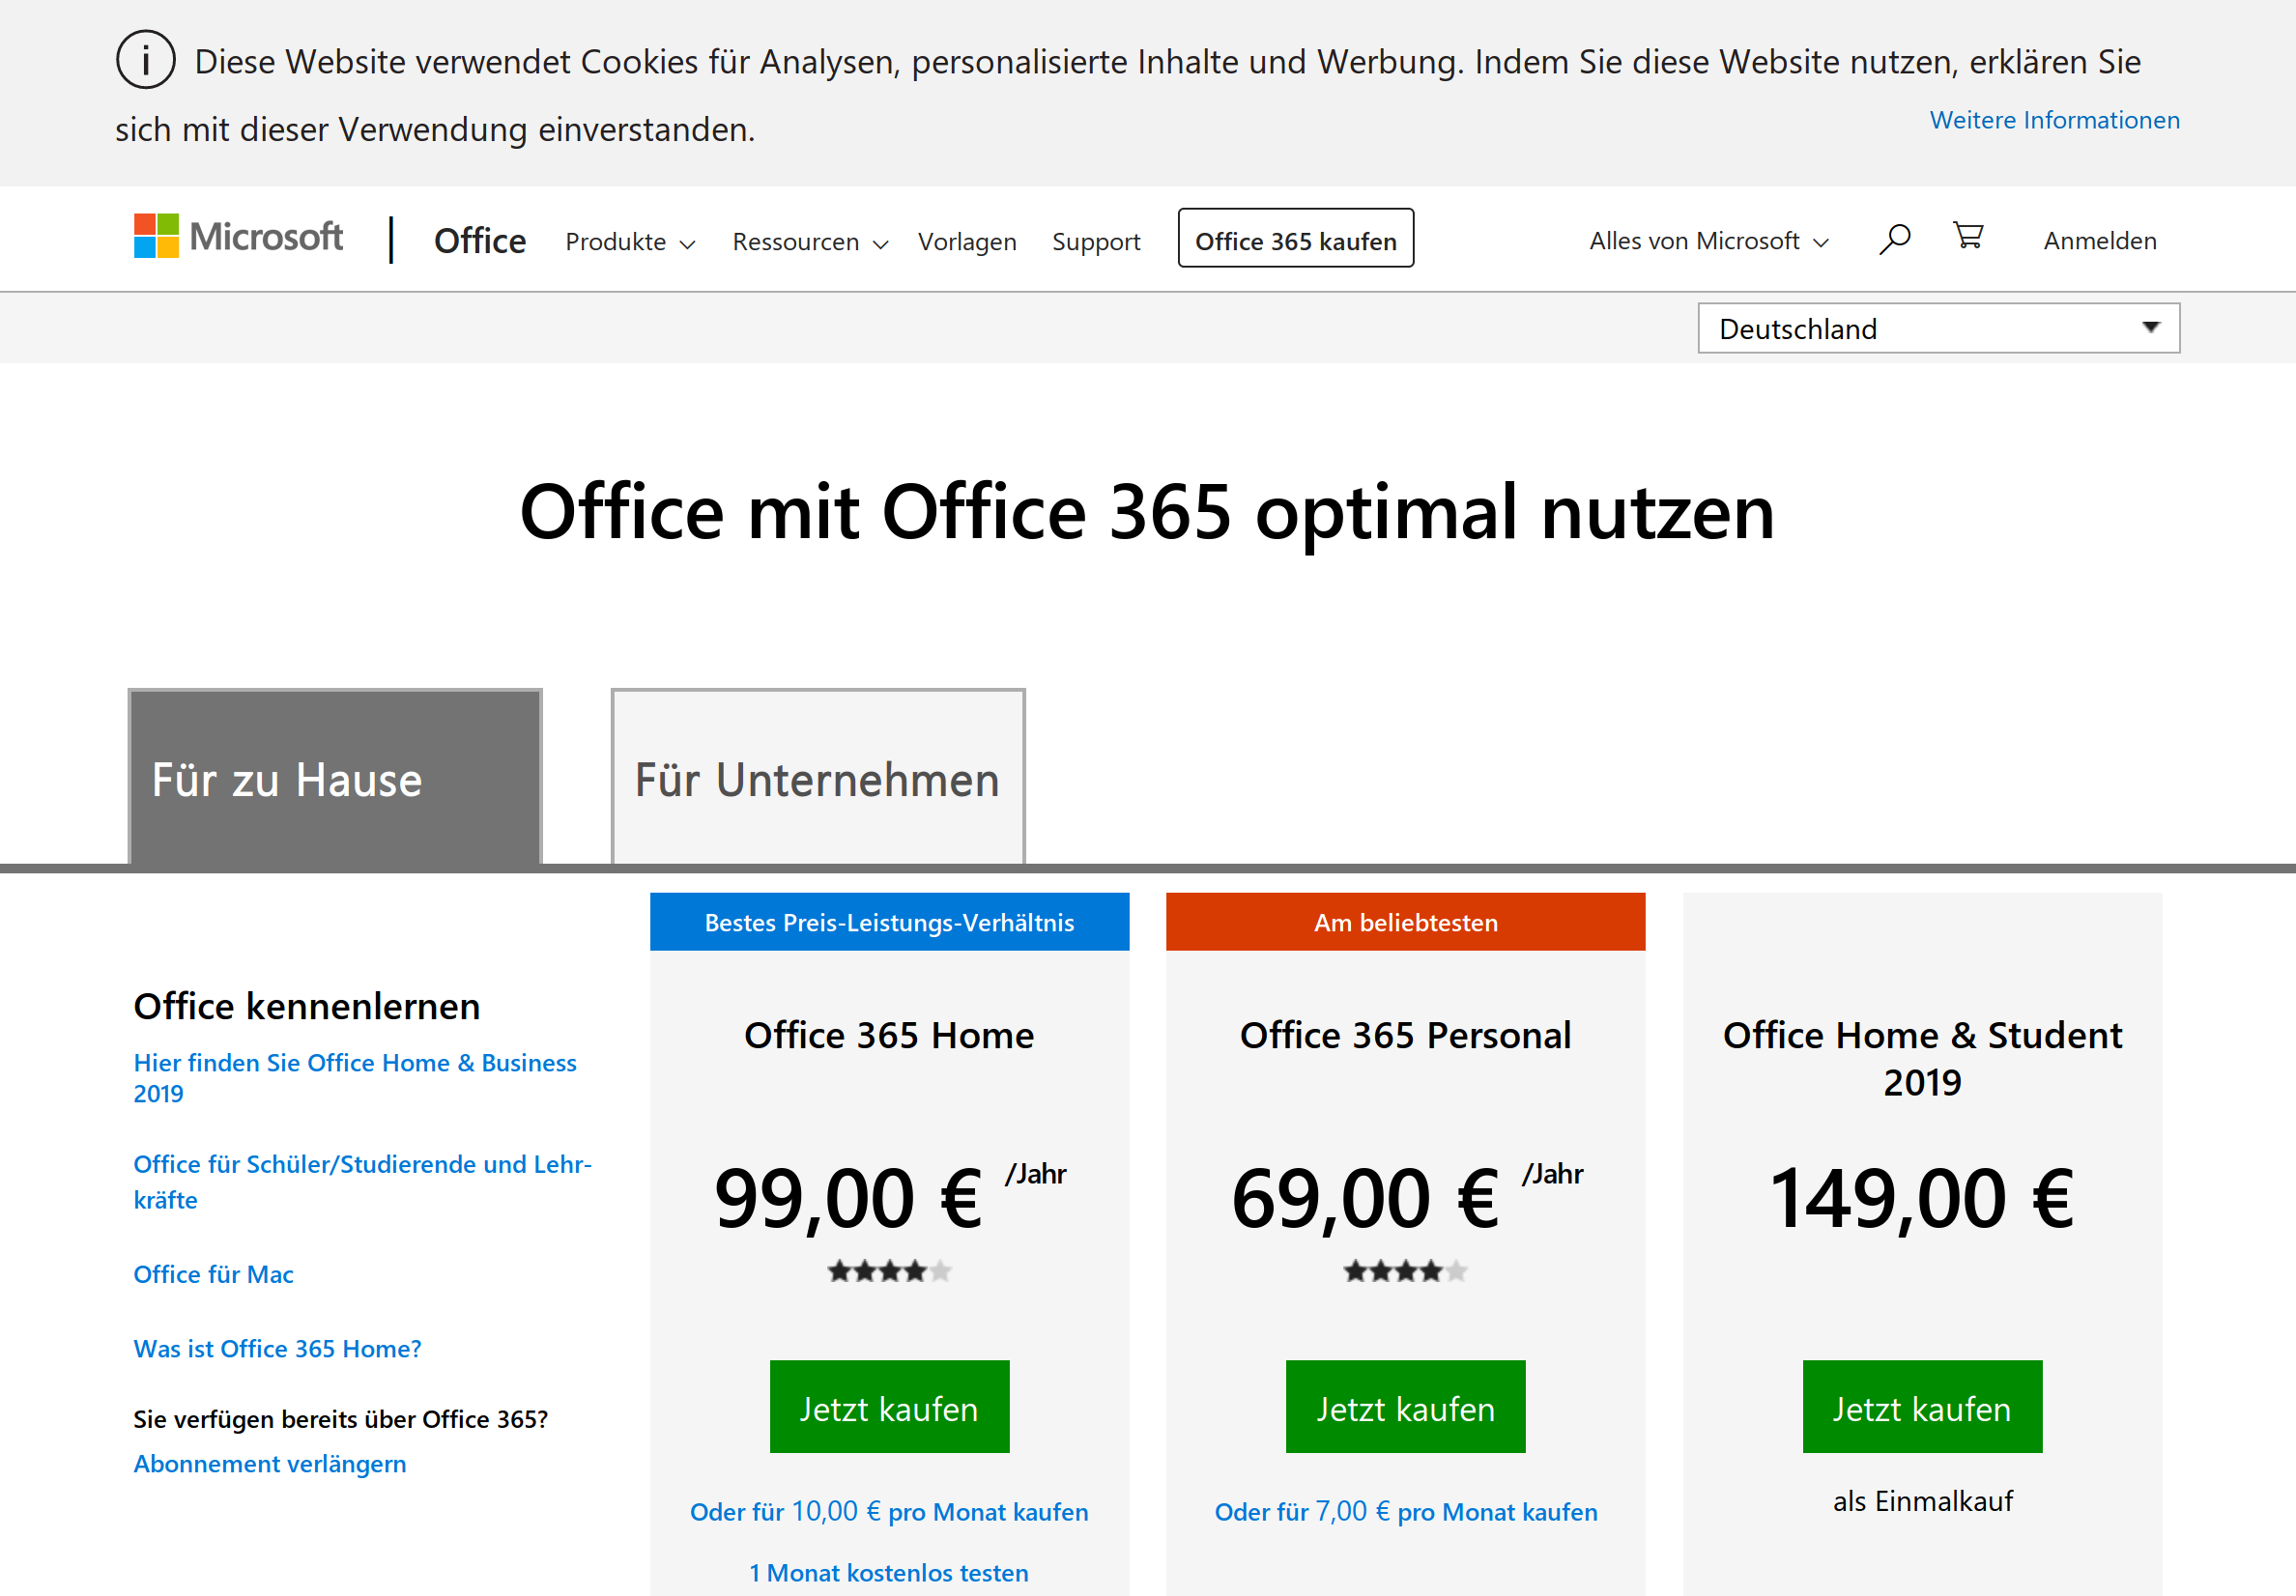 Diese Website verwendet Cookies für Analysen, personalisierte Inhalte und Werbung. Indem Sie diese Website nutzen, erklären Sie
sich mit dieser Verwendung einverstanden.
Weitere Informationen
Microsoft
Office
Produkte
Ressourcen
Vorlagen
Support
Office 365 kaufen
Alles von Microsoft
Anmelden
Deutschland
Office mit Office 365 optimal nutzen
Für zu Hause
Für Unternehmen
Office kennenlernen
Hier finden Sie Office Home & Business
2019
Office für Schüler/Studierende und Lehr-
kräfte
Office für Mac
Was ist Office 365 Home?
Sie verfügen bereits über Office 365?
Abonnement verlängern
Bestes Preis-Leistungs-Verhältnis
Office 365 Home
99,00 € /Jahr
Jetzt kaufen
Oder für 10,00 € pro Monat kaufen
1 Monat kostenlos testen
Am beliebtesten
Office 365 Personal
69,00 € /Jahr
Jetzt kaufen
Oder für 7,00 € pro Monat kaufen
Office Home & Student
2019
149,00 €
Jetzt kaufen
als Einmalkauf